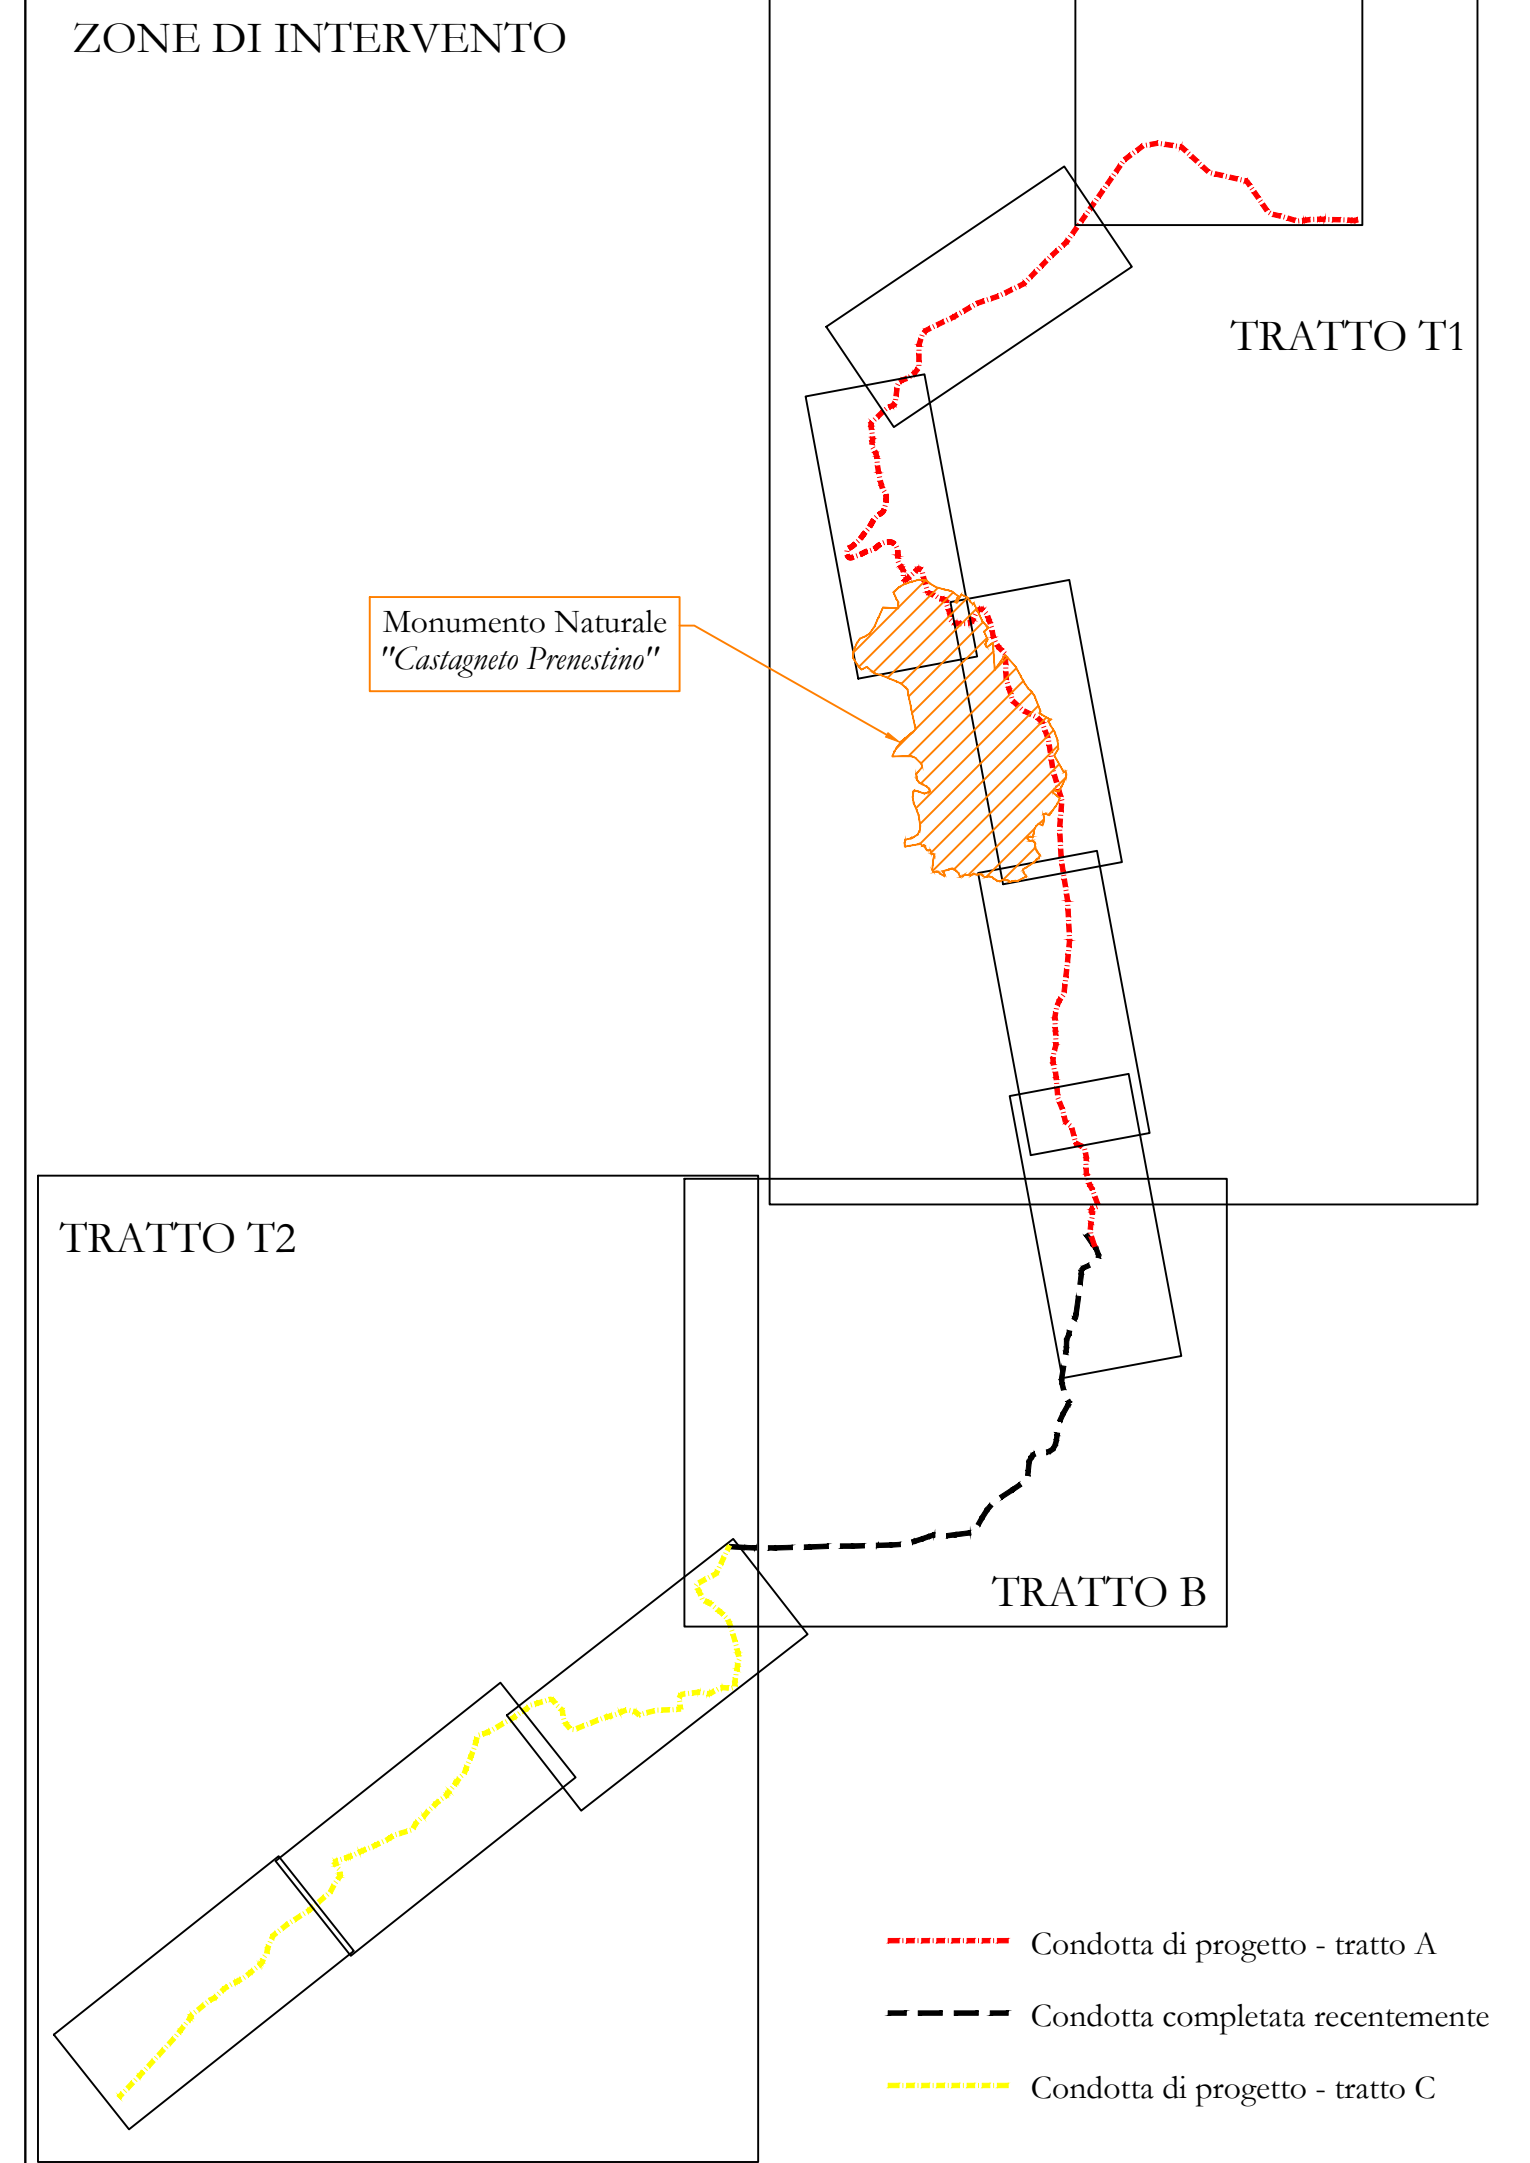 ZONE DI INTERVENTO
TRATTO T1
Monumento Naturale
"Castagneto Prenestino"
TRATTO T2
TRATTO B
Condotta di progetto - tratto A
Condotta completata recentemente
Condotta di progetto - tratto C